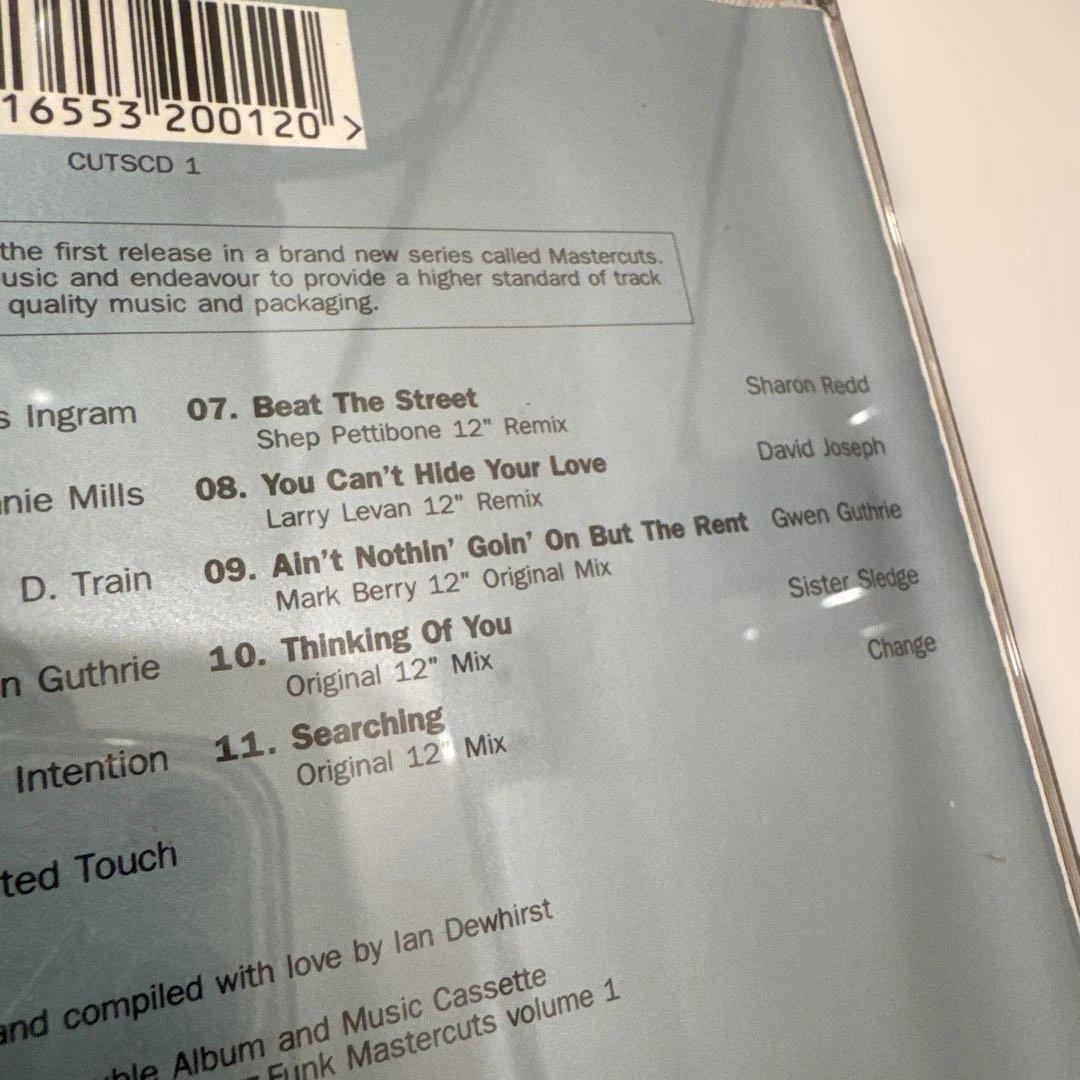 16553 200120 >
CUTSCD 1
the first release in a brand new series called Mastercuts.
usic and endeavour to provide a higher standard of track
quality music and packaging.
s Ingram
nie Mills
D. Train
n Guthrie
Intention
ted Touch
07. Beat The Street Sharon Redd
Shep Pettibone 12" Remix
08. You Can't Hide Your Love David Joseph
Larry Levan 12" Remix
09. Ain't Nothin' Goin' On But The Rent Gwen Guthrie
Mark Berry 12" Original Mix
10. Thinking Of You Sister Sledge
Original 12" Mix
11. Searching Change
Original 12" Mix
and compiled with love by Ian Dewhirst
ble Album and Music Cassette
Funk Mastercuts volume 1